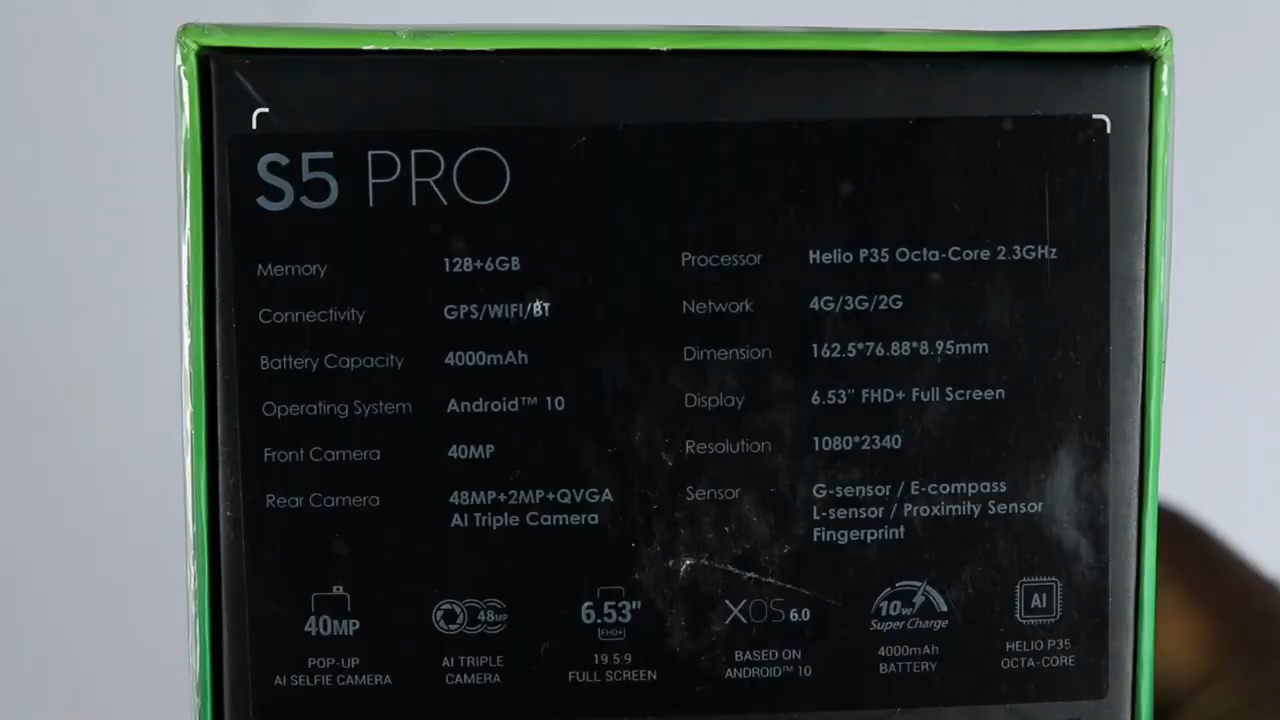 S5 PRO
Memory 128+6GB
Connectivity GPS/WIFI/BT
Battery Capacity 4000mAh
Operating System Android™ 10
Front Camera 40MP
Rear Camera 48MP+2MP+QVGA
AI Triple Camera
Processor Helio P35 Octa-Core 2.3GHz
Network 4G/3G/2G
Dimension 162.5*76.88*8.95mm
Display 6.53" FHD+ Full Screen
Resolution 1080*2340
Sensor G-sensor / E-compass
L-sensor / Proximity Sensor
Fingerprint
40MP
POP-UP
AI SELFIE CAMERA
48MP
AI TRIPLE
CAMERA
6.53"
FHD+
19.5:9
FULL SCREEN
XOS 6.0
BASED ON
ANDROID™ 10
10W
Super Charge
4000mAh
BATTERY
AI
HELIO P35
OCTA-CORE